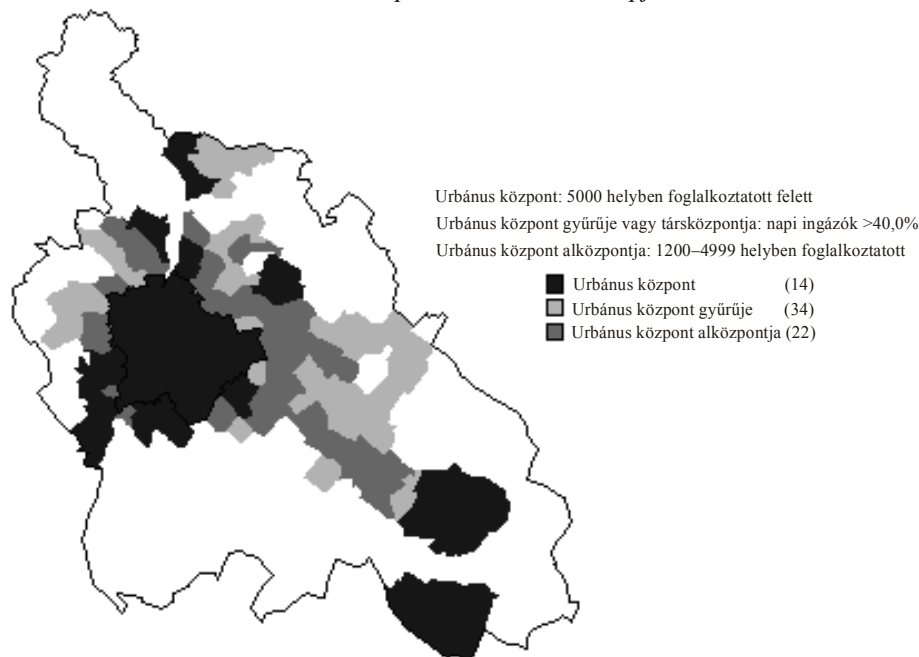 Urbánus központ: 5000 helyben foglalkoztatott felett
Urbánus központ gyűrűje vagy társközpontja: napi ingázók >40,0%
Urbánus központ alközpontja: 1200–4999 helyben foglalkoztatott
Urbánus központ (14)
Urbánus központ gyűrűje (34)
Urbánus központ alközpontja (22)